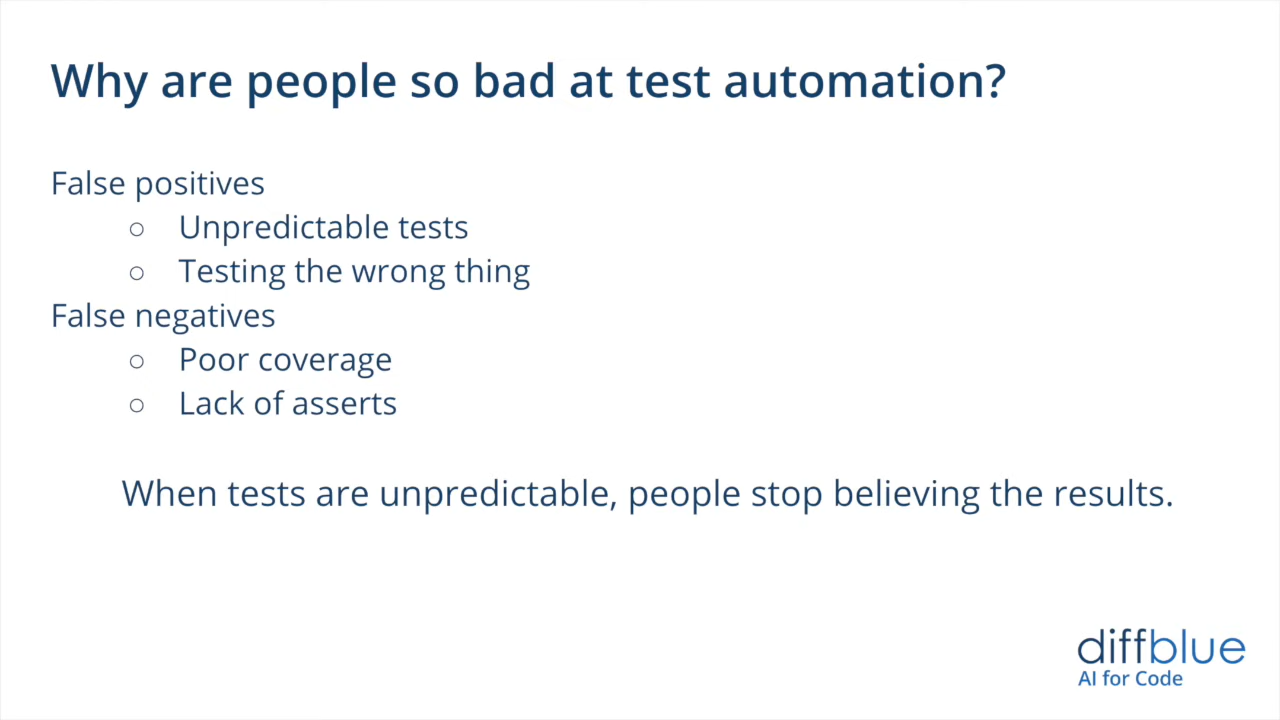 Why are people so bad at test automation?
False positives
○ Unpredictable tests
○ Testing the wrong thing
False negatives
○ Poor coverage
○ Lack of asserts
When tests are unpredictable, people stop believing the results.
diffblue
AI for Code